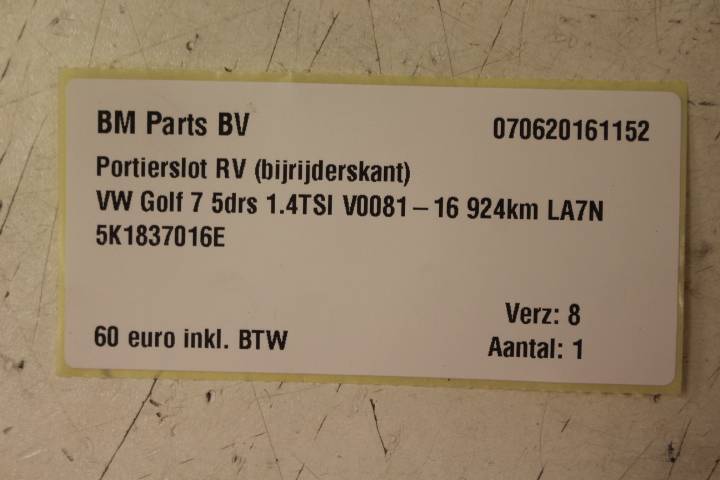 BM Parts BV 070620161152
Portierslot RV (bijrijderskant)
VW Golf 7 5drs 1.4TSI V0081 – 16 924km LA7N
5K1837016E
Verz: 8
60 euro inkl. BTW Aantal: 1